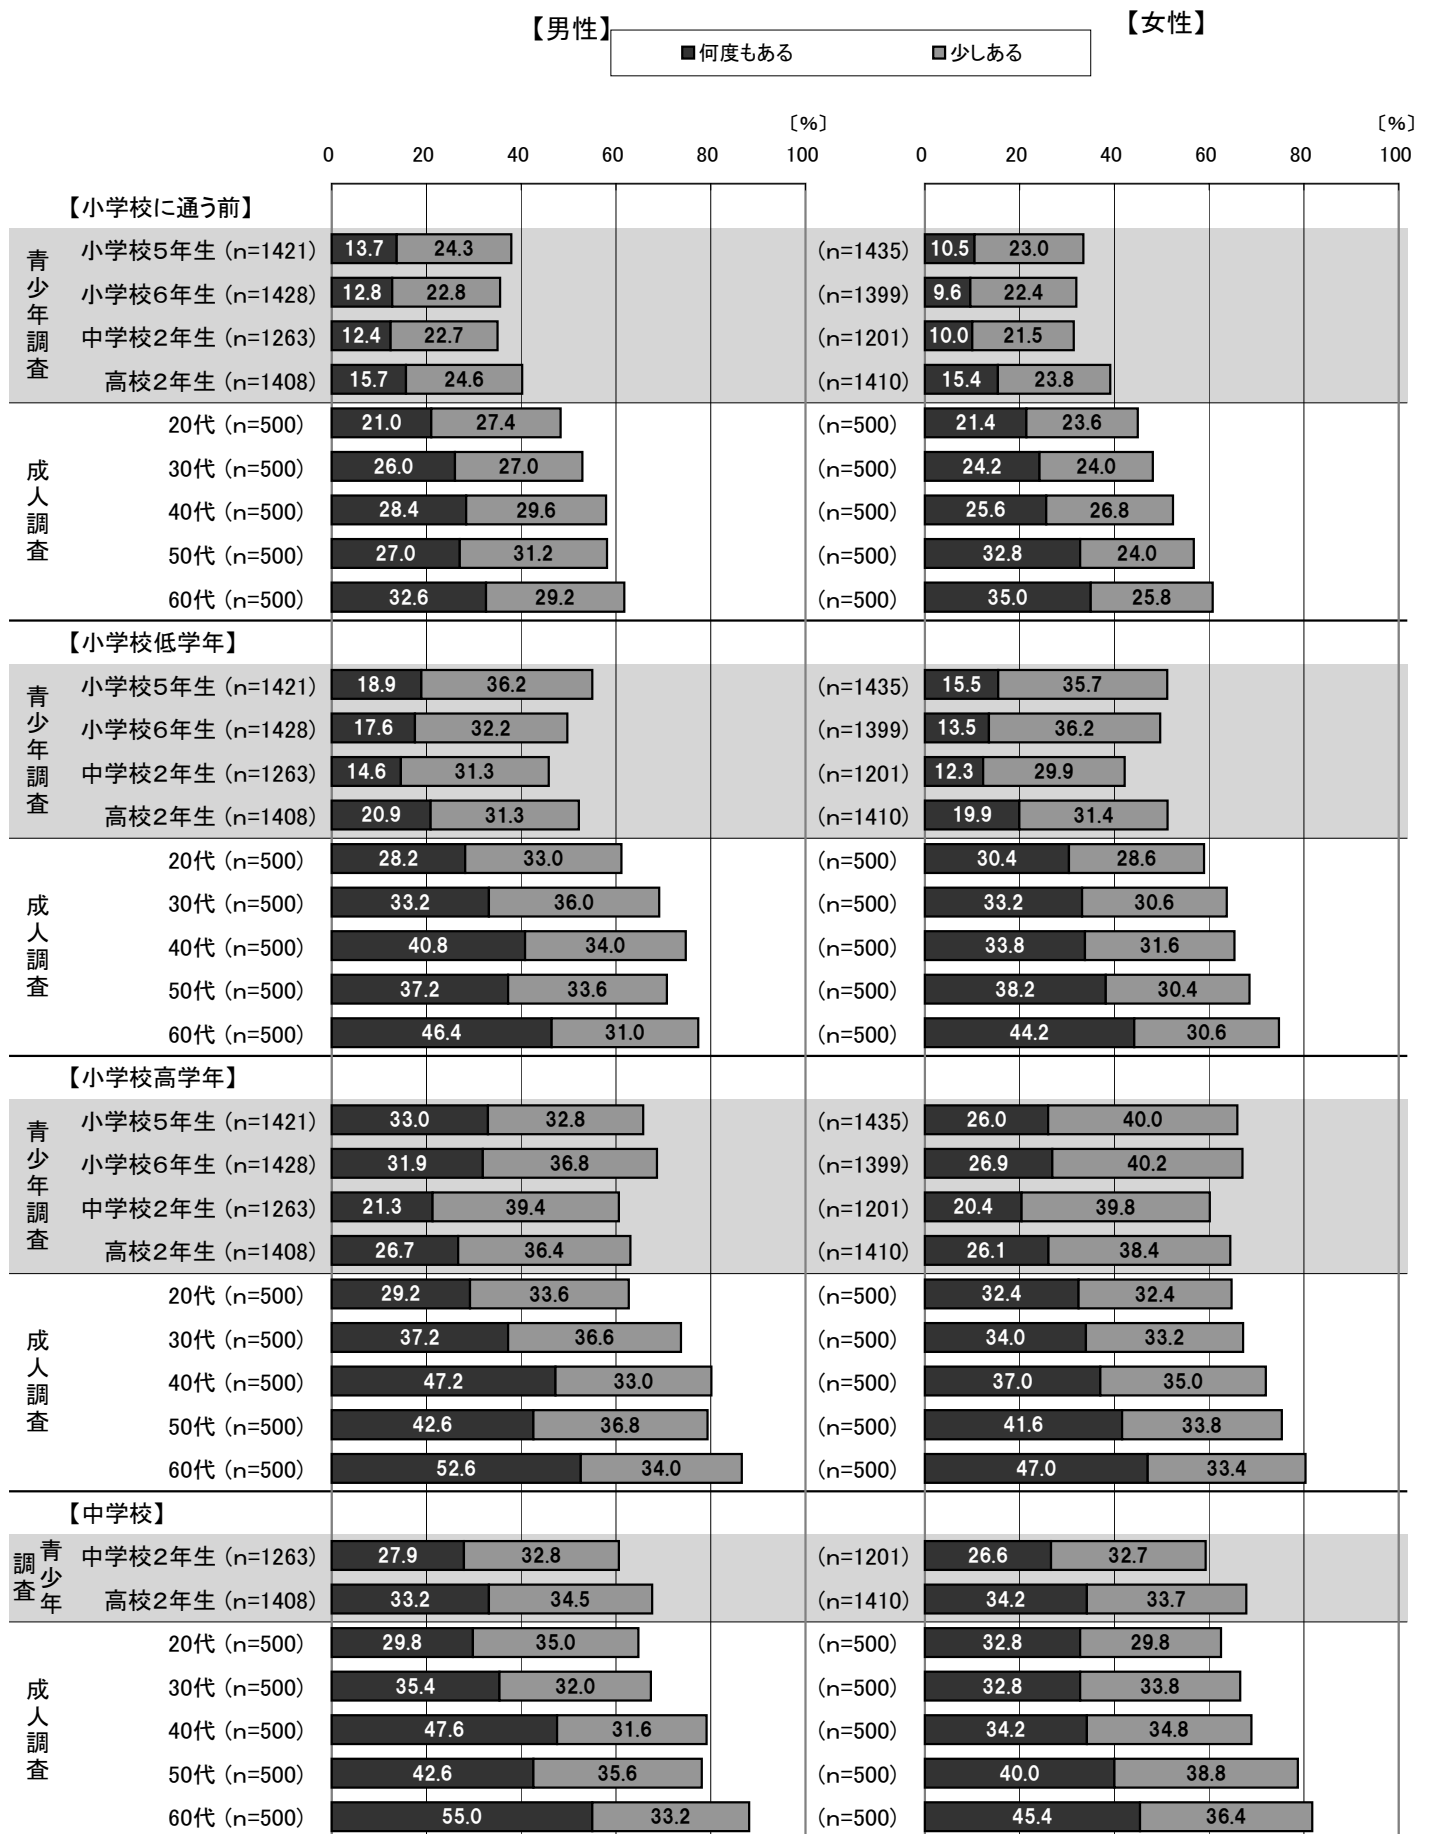 【男性】
【女性】
■何度もある ■少しある
〔%〕 〔%〕
0 20 40 60 80 100 0 20 40 60 80 100
【小学校に通う前】
青少年調査
小学校5年生 (n=1421) 13.7 24.3 (n=1435) 10.5 23.0
小学校6年生 (n=1428) 12.8 22.8 (n=1399) 9.6 22.4
中学校2年生 (n=1263) 12.4 22.7 (n=1201) 10.0 21.5
高校2年生 (n=1408) 15.7 24.6 (n=1410) 15.4 23.8
成人調査
20代 (n=500) 21.0 27.4 (n=500) 21.4 23.6
30代 (n=500) 26.0 27.0 (n=500) 24.2 24.0
40代 (n=500) 28.4 29.6 (n=500) 25.6 26.8
50代 (n=500) 27.0 31.2 (n=500) 32.8 24.0
60代 (n=500) 32.6 29.2 (n=500) 35.0 25.8
【小学校低学年】
青少年調査
小学校5年生 (n=1421) 18.9 36.2 (n=1435) 15.5 35.7
小学校6年生 (n=1428) 17.6 32.2 (n=1399) 13.5 36.2
中学校2年生 (n=1263) 14.6 31.3 (n=1201) 12.3 29.9
高校2年生 (n=1408) 20.9 31.3 (n=1410) 19.9 31.4
成人調査
20代 (n=500) 28.2 33.0 (n=500) 30.4 28.6
30代 (n=500) 33.2 36.0 (n=500) 33.2 30.6
40代 (n=500) 40.8 34.0 (n=500) 33.8 31.6
50代 (n=500) 37.2 33.6 (n=500) 38.2 30.4
60代 (n=500) 46.4 31.0 (n=500) 44.2 30.6
【小学校高学年】
青少年調査
小学校5年生 (n=1421) 33.0 32.8 (n=1435) 26.0 40.0
小学校6年生 (n=1428) 31.9 36.8 (n=1399) 26.9 40.2
中学校2年生 (n=1263) 21.3 39.4 (n=1201) 20.4 39.8
高校2年生 (n=1408) 26.7 36.4 (n=1410) 26.1 38.4
成人調査
20代 (n=500) 29.2 33.6 (n=500) 32.4 32.4
30代 (n=500) 37.2 36.6 (n=500) 34.0 33.2
40代 (n=500) 47.2 33.0 (n=500) 37.0 35.0
50代 (n=500) 42.6 36.8 (n=500) 41.6 33.8
60代 (n=500) 52.6 34.0 (n=500) 47.0 33.4
【中学校】
青少年調査
中学校2年生 (n=1263) 27.9 32.8 (n=1201) 26.6 32.7
高校2年生 (n=1408) 33.2 34.5 (n=1410) 34.2 33.7
成人調査
20代 (n=500) 29.8 35.0 (n=500) 32.8 29.8
30代 (n=500) 35.4 32.0 (n=500) 32.8 33.8
40代 (n=500) 47.6 31.6 (n=500) 34.2 34.8
50代 (n=500) 42.6 35.6 (n=500) 40.0 38.8
60代 (n=500) 55.0 33.2 (n=500) 45.4 36.4